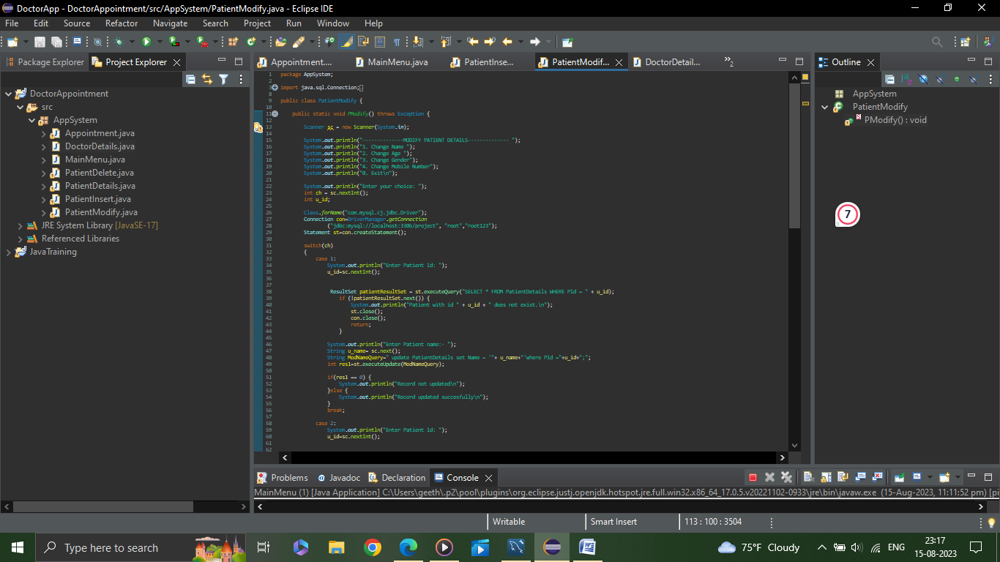 DoctorApp - DoctorAppointment/src/AppSystem/PatientModify.java - Eclipse IDE
File Edit Source Refactor Navigate Search Project Run Window Help
Package Explorer Project Explorer
DoctorAppointment
src
AppSystem
Appointment.java
DoctorDetails.java
MainMenu.java
PatientDelete.java
PatientDetails.java
PatientInsert.java
PatientModify.java
JRE System Library [JavaSE-17]
Referenced Libraries
JavaTraining
Appointment.... MainMenu.java PatientInse... PatientModif... DoctorDetail... »2
1 package AppSystem;
2
3 import java.sql.Connection;
8
9 public class PatientModify {
10
11 public static void PModify() throws Exception {
12
13 Scanner sc = new Scanner(System.in);
14
15 System.out.println("--------------MODIFY PATIENT DETAILS-------------- ");
16 System.out.println("1. Change Name ");
17 System.out.println("2. Change Age ");
18 System.out.println("3. Change Gender");
19 System.out.println("4. Change Mobile Number");
20 System.out.println("0. Exit\n");
21
22 System.out.println("Enter your choice: ");
23 int ch = sc.nextInt();
24 int u_id;
25
26 Class.forName("com.mysql.cj.jdbc.Driver");
27 Connection con=DriverManager.getConnection
28 ("jdbc:mysql://localhost:3306/project", "root","root123");
29 Statement st=con.createStatement();
30
31 switch(ch)
32 {
33 case 1:
34 System.out.println("Enter Patient Id: ");
35 u_id=sc.nextInt();
36
37
38 ResultSet patientResultSet = st.executeQuery("SELECT * FROM PatientDetails WHERE PId = " + u_id);
39 if (!patientResultSet.next()) {
40 System.out.println("Patient with id " + u_id + " does not exist.\n");
41 st.close();
42 con.close();
43 return;
44 }
45
46 System.out.println("Enter Patient name:- ");
47 String u_name= sc.next();
48 String ModNameQuery=" update PatientDetails set Name = '"+ u_name+"'where PId ="+u_id+";";
49 int res1=st.executeUpdate(ModNameQuery);
50
51 if(res1 == 0) {
52 System.out.println("Record not updated\n");
53 }else {
54 System.out.println("Record updated succesfully\n");
55 }
56 break;
57
58 case 2:
59 System.out.println("Enter Patient Id: ");
60 u_id=sc.nextInt();
61
62
Outline
AppSystem
PatientModify
PModify() : void
7
Problems Javadoc Declaration Console
MainMenu (1) [Java Application] C:\Users\geeth\.p2\pool\plugins\org.eclipse.justj.openjdk.hotspot.jre.full.win32.x86_64_17.0.5.v20221102-0933\jre\bin\javaw.exe (15-Aug-2023, 11:11:52 pm) [pi
Writable Smart Insert 113 : 100 : 3504
Type here to search
75°F Cloudy ENG 23:17
15-08-2023